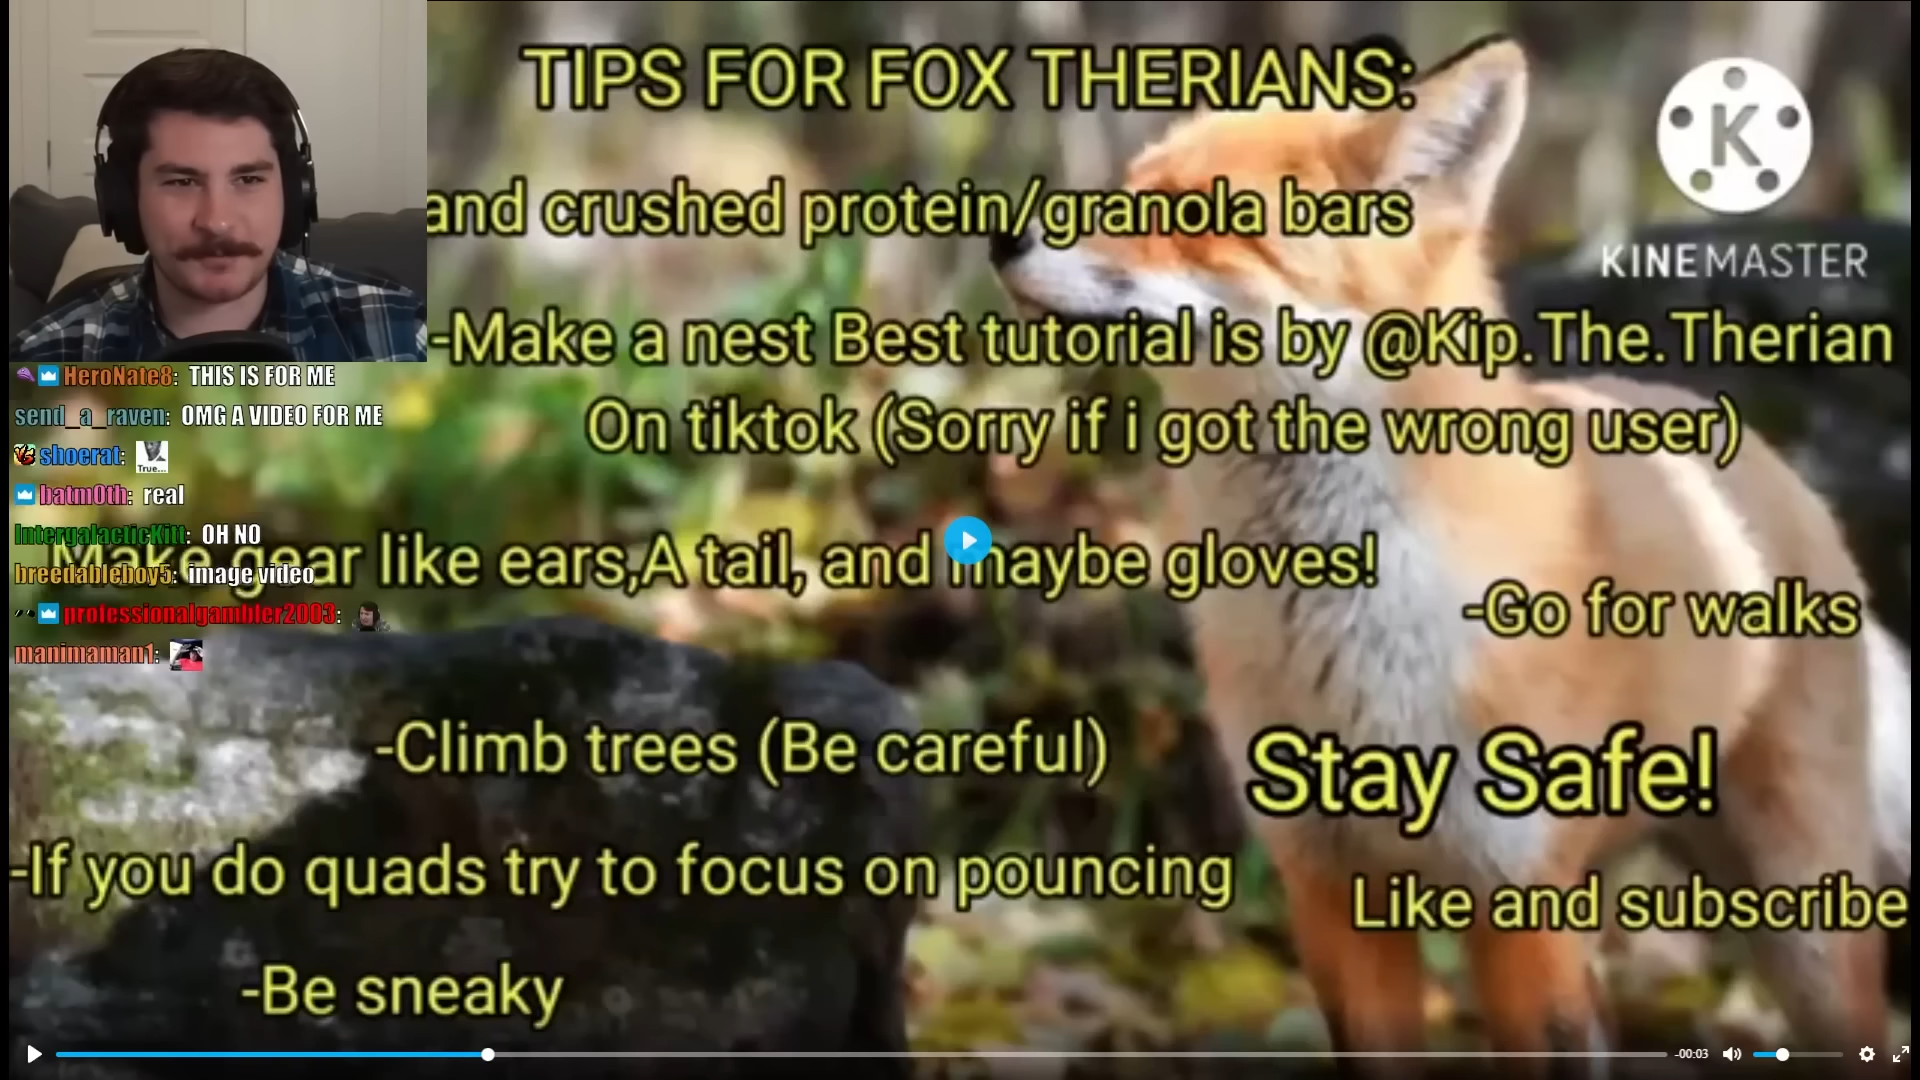 TIPS FOR FOX THERIANS:
K
KINEMASTER
and crushed protein/granola bars
-Make a nest Best tutorial is by @Kip.The.Therian
On tiktok (Sorry if i got the wrong user)
HeroNate8: THIS IS FOR ME
send_a_raven: OMG A VIDEO FOR ME
shoerat: True...
batm0th: real
IntergalacticKitt: OH NO
breedableboy5: image video
professionalgambler2003:
manimaman1:
Make gear like ears,A tail, and maybe gloves!
-Go for walks
-Climb trees (Be careful)
Stay Safe!
-If you do quads try to focus on pouncing
Like and subscribe
-Be sneaky
-00:03